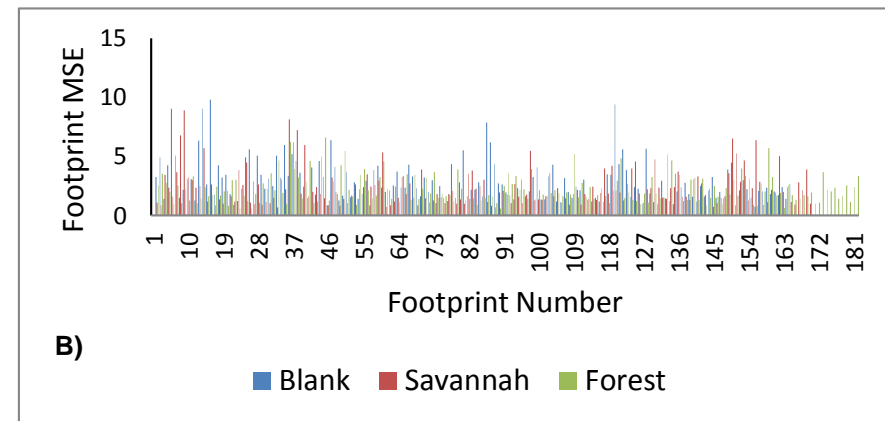 15
10
5
0
Footprint MSE
1 10 19 28 37 46 55 64 73 82 91 100 109 118 127 136 145 154 163 172 181
Footprint Number
B)
Blank Savannah Forest